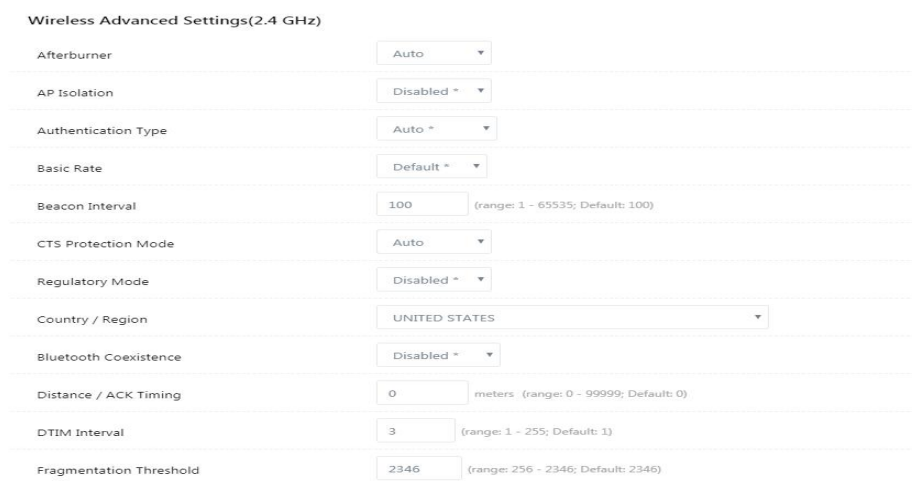 Wireless Advanced Settings(2.4 GHz)
Afterburner Auto
AP Isolation Disabled *
Authentication Type Auto *
Basic Rate Default *
Beacon Interval 100 (range: 1 - 65535; Default: 100)
CTS Protection Mode Auto
Regulatory Mode Disabled *
Country / Region UNITED STATES
Bluetooth Coexistence Disabled *
Distance / ACK Timing 0 meters (range: 0 - 99999; Default: 0)
DTIM Interval 3 (range: 1 - 255; Default: 1)
Fragmentation Threshold 2346 (range: 256 - 2346; Default: 2346)